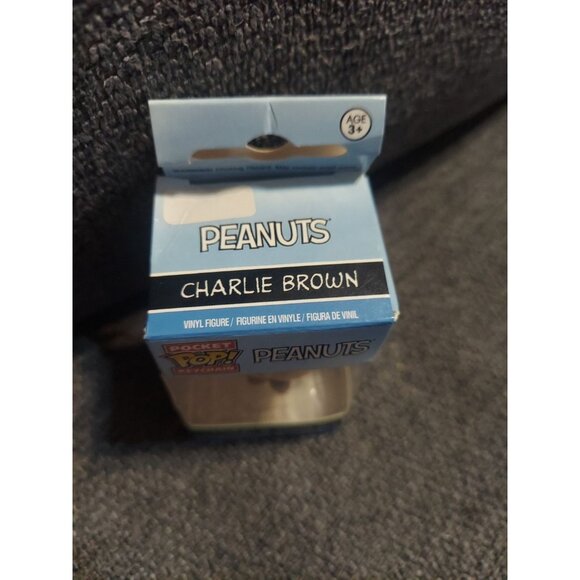 AGE
3+
PEANUTS
CHARLIE BROWN
VINYL FIGURE / FIGURINE EN VINYLE / FIGURA DE VINIL
POCKET
POP!
KEYCHAIN
PEANUTS